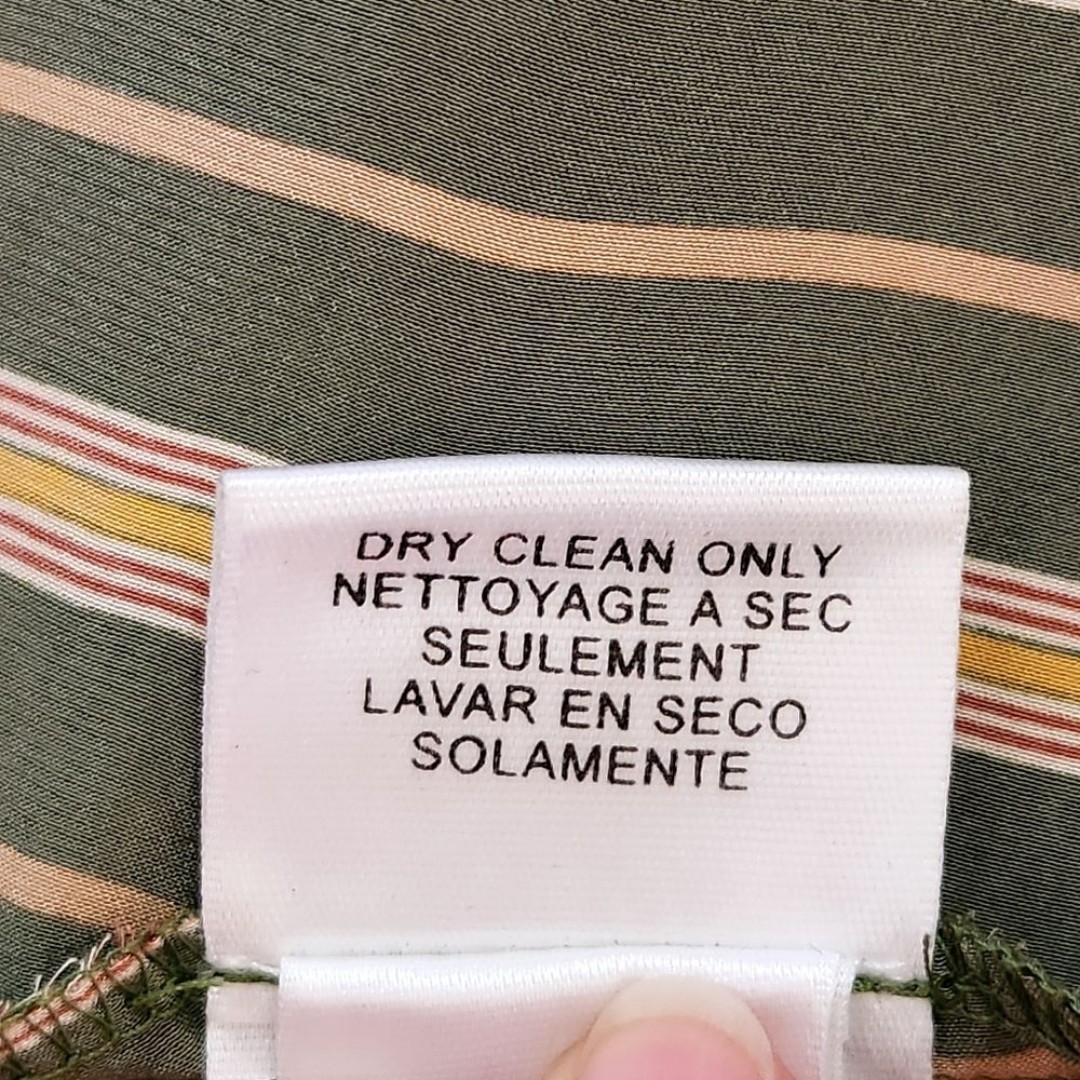 DRY CLEAN ONLY
NETTOYAGE A SEC
SEULEMENT
LAVAR EN SECO
SOLAMENTE